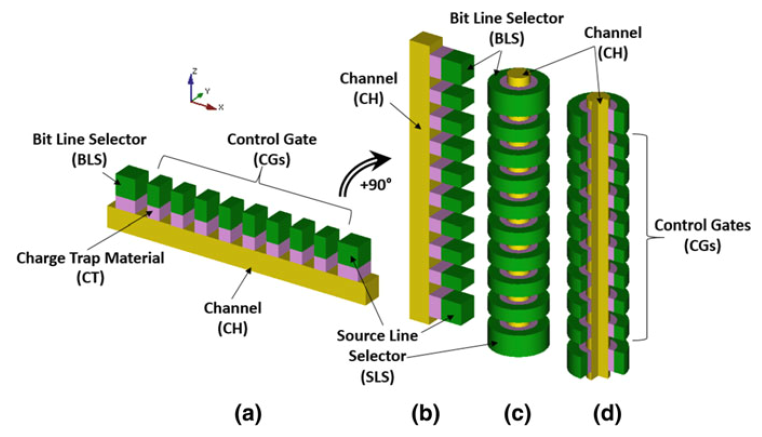 Bit Line Selector
(BLS)
Channel
(CH)
Channel
(CH)
Z
Y
X
Bit Line Selector
(BLS)
Control Gate
(CGs)
+90°
Control Gates
(CGs)
Charge Trap Material
(CT)
Channel
(CH)
Source Line
Selector
(SLS)
(a)
(b)
(c)
(d)